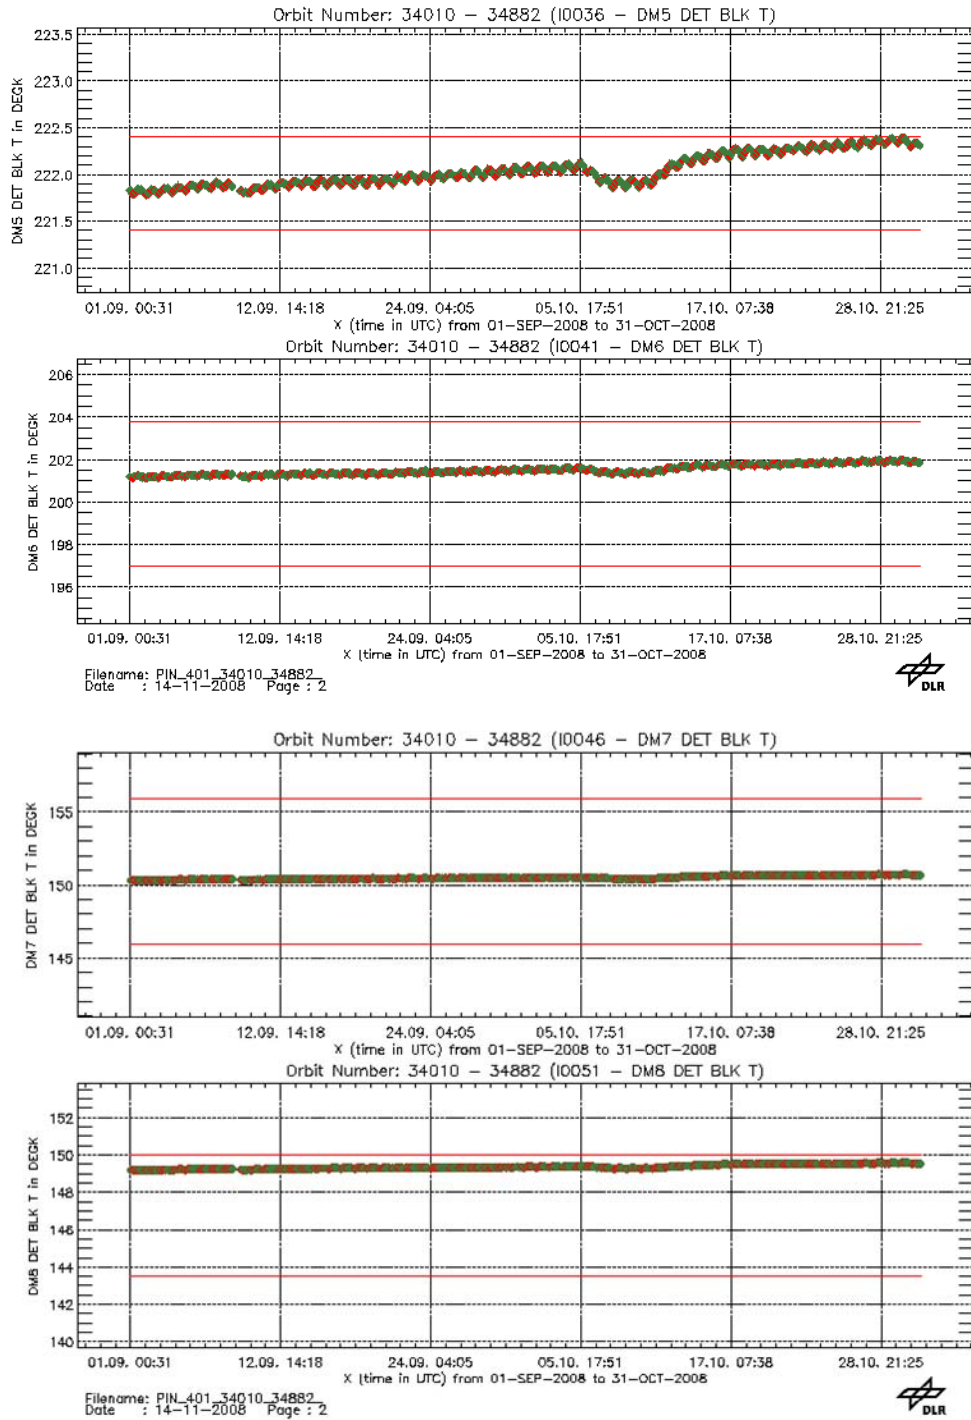 Orbit Number: 34010 – 34882 (I0036 – DM5 DET BLK T)
DM5 DET BLK T in DEGK
223.5
223.0
222.5
222.0
221.5
221.0
01.09. 00:31 12.09. 14:18 24.09. 04:05 05.10. 17:51 17.10. 07:38 28.10. 21:25
X (time in UTC) from 01–SEP–2008 to 31–OCT–2008
Orbit Number: 34010 – 34882 (I0041 – DM6 DET BLK T)
DM6 DET BLK T in DEGK
206
204
202
200
198
196
01.09. 00:31 12.09. 14:18 24.09. 04:05 05.10. 17:51 17.10. 07:38 28.10. 21:25
X (time in UTC) from 01–SEP–2008 to 31–OCT–2008
Filename: PIN_401_34010_34882_
Date : 14–11–2008 Page : 2
DLR
Orbit Number: 34010 – 34882 (I0046 – DM7 DET BLK T)
DM7 DET BLK T in DEGK
155
150
145
01.09. 00:31 12.09. 14:18 24.09. 04:05 05.10. 17:51 17.10. 07:38 28.10. 21:25
X (time in UTC) from 01–SEP–2008 to 31–OCT–2008
Orbit Number: 34010 – 34882 (I0051 – DM8 DET BLK T)
DM8 DET BLK T in DEGK
152
150
148
146
144
142
140
01.09. 00:31 12.09. 14:18 24.09. 04:05 05.10. 17:51 17.10. 07:38 28.10. 21:25
X (time in UTC) from 01–SEP–2008 to 31–OCT–2008
Filename: PIN_401_34010_34882_
Date : 14–11–2008 Page : 2
DLR